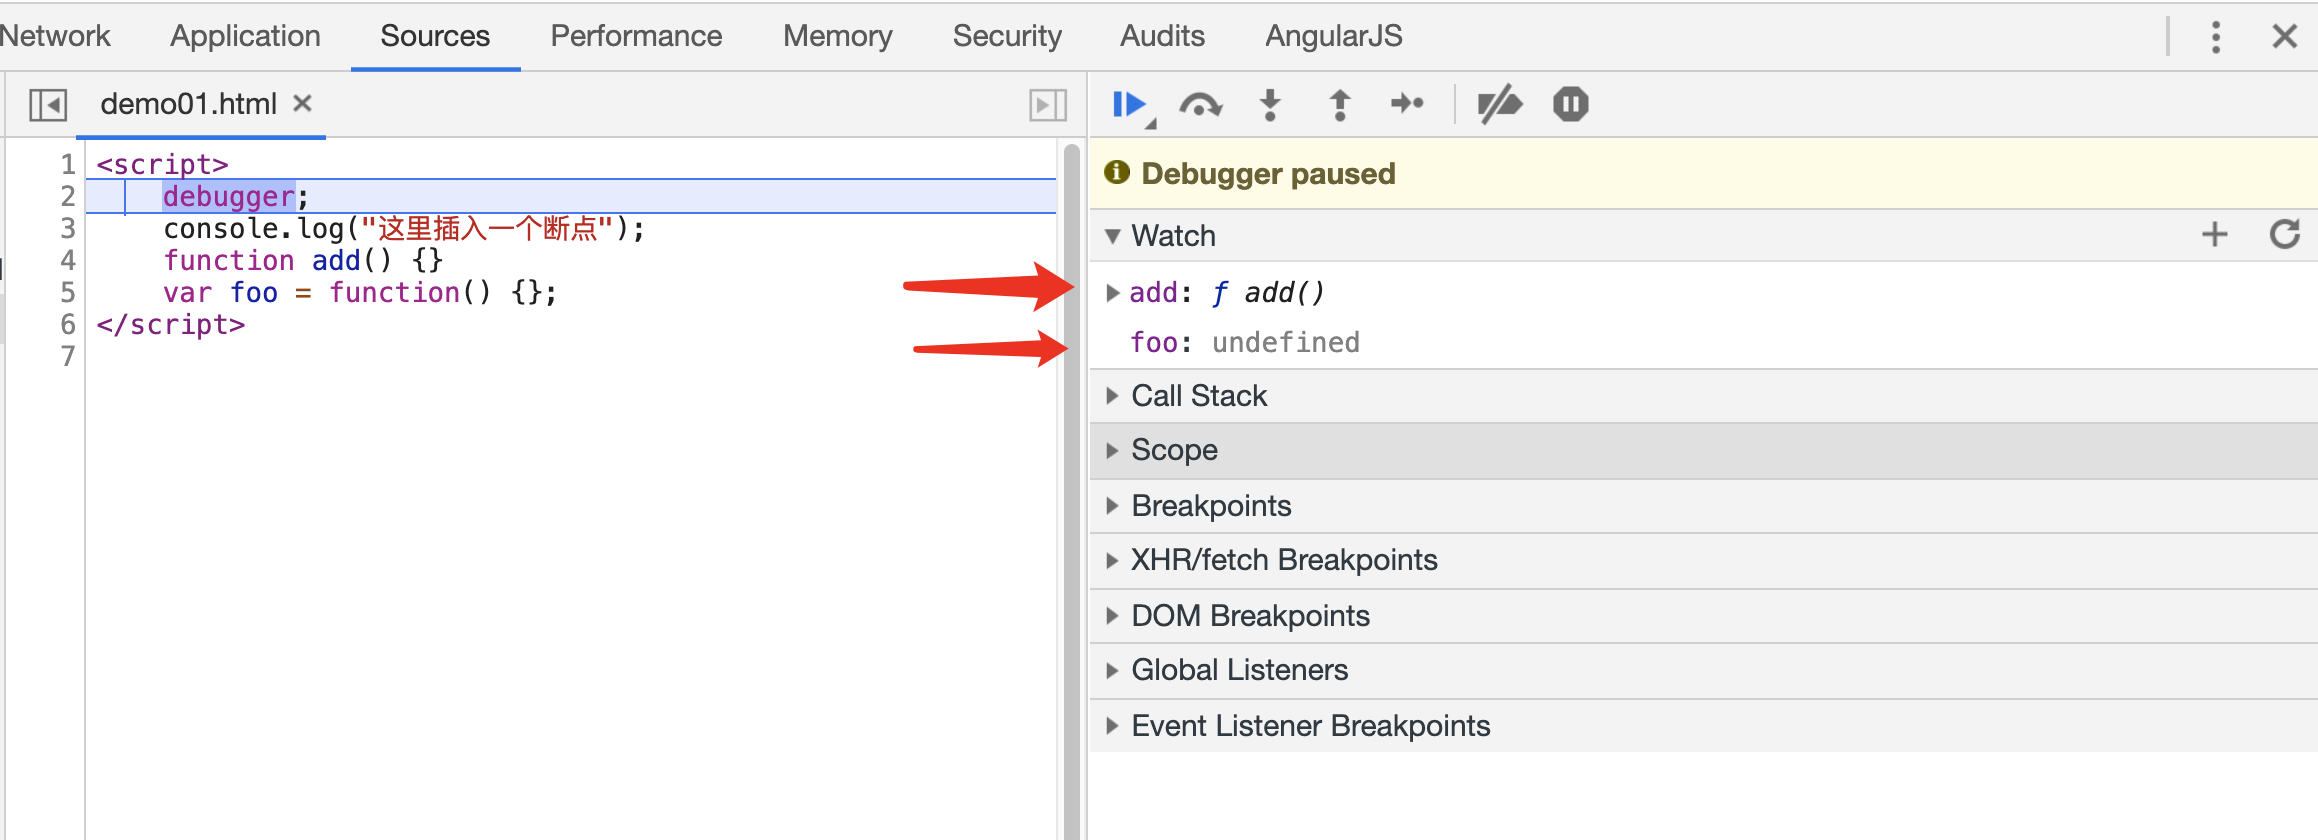 Network Application Sources Performance Memory Security Audits AngularJS
demo01.html
1 <script>
2 debugger;
3 console.log("这里插入一个断点");
4 function add() {}
5 var foo = function() {};
6 </script>
7
Debugger paused
Watch
add: ƒ add()
foo: undefined
Call Stack
Scope
Breakpoints
XHR/fetch Breakpoints
DOM Breakpoints
Global Listeners
Event Listener Breakpoints